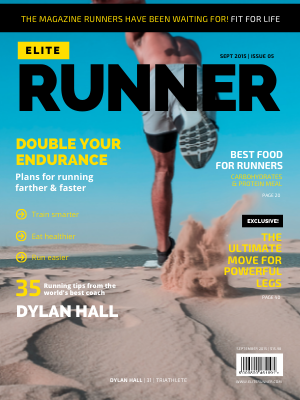 THE MAGAZINE RUNNERS HAVE BEEN WAITING FOR! FIT FOR LIFE
ELITE
SEPT 2015 | ISSUE 05
RUNNER
DOUBLE YOUR
ENDURANCE
Plans for running
farther & faster
Train smarter
Eat healthier
Run easier
35 Running tips from the
world's best coach
DYLAN HALL
BEST FOOD
FOR RUNNERS
CARBOHYDRATES
& PROTEIN MEAL
EXCLUSIVE!
THE
ULTIMATE
MOVE FOR
POWERFUL
LEGS
DYLAN HALL | 31 | TRIATHLETE